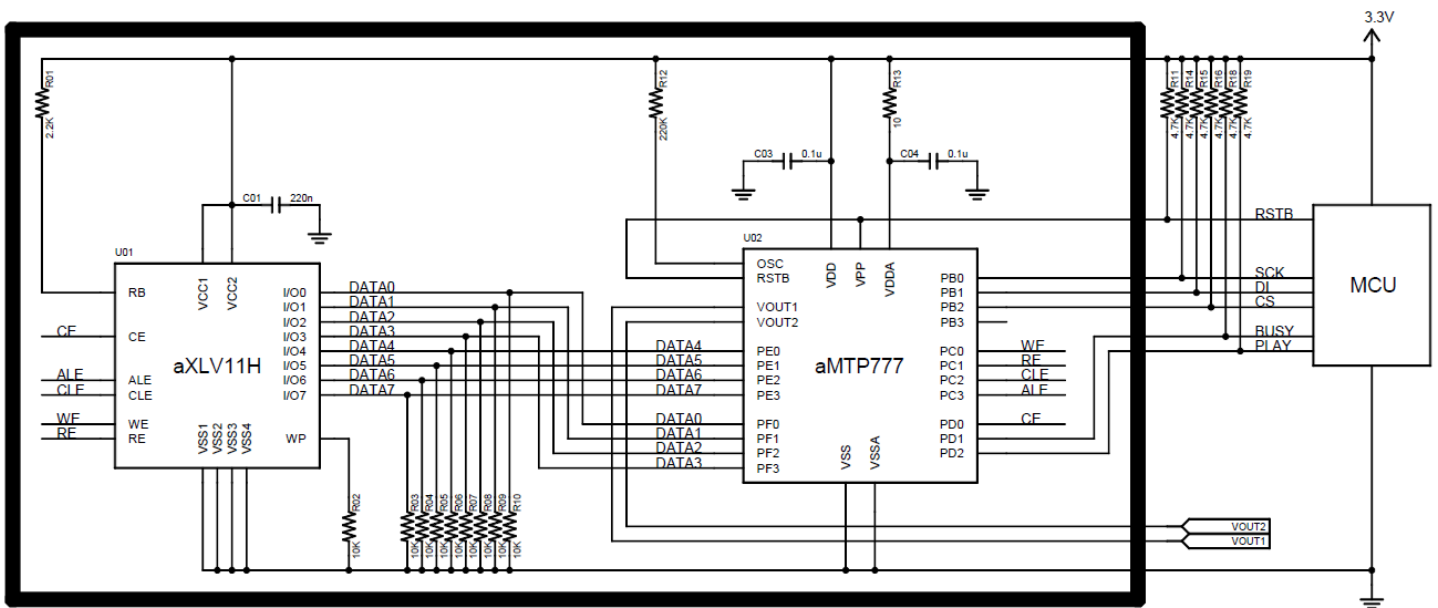 3.3V
R01
2.2K
R12
220K
R13
10
R11
R14
R15
R16
R18
R19
4.7K
4.7K
4.7K
4.7K
4.7K
4.7K
C03
0.1u
C04
0.1u
C01
220n
U01
RB
CE
ALE
CLE
WE
RE
VCC1
VCC2
aXLV11H
I/O0
I/O1
I/O2
I/O3
I/O4
I/O5
I/O6
I/O7
WP
VSS1
VSS2
VSS3
VSS4
CE
ALE
CLE
WE
RE
DATA0
DATA1
DATA2
DATA3
DATA4
DATA5
DATA6
DATA7
R02
10K
R03
R04
R05
R06
R07
R08
R09
R10
10K
10K
10K
10K
10K
10K
10K
10K
DATA4
DATA5
DATA6
DATA7
DATA0
DATA1
DATA2
DATA3
U02
OSC
RSTB
VOUT1
VOUT2
PE0
PE1
PE2
PE3
PF0
PF1
PF2
PF3
VDD
VPP
VDDA
aMTP777
VSS
VSSA
PB0
PB1
PB2
PB3
PC0
PC1
PC2
PC3
PD0
PD1
PD2
WE
RE
CLE
ALE
CE
RSTB
SCK
DI
CS
BUSY
PLAY
MCU
VOUT2
VOUT1